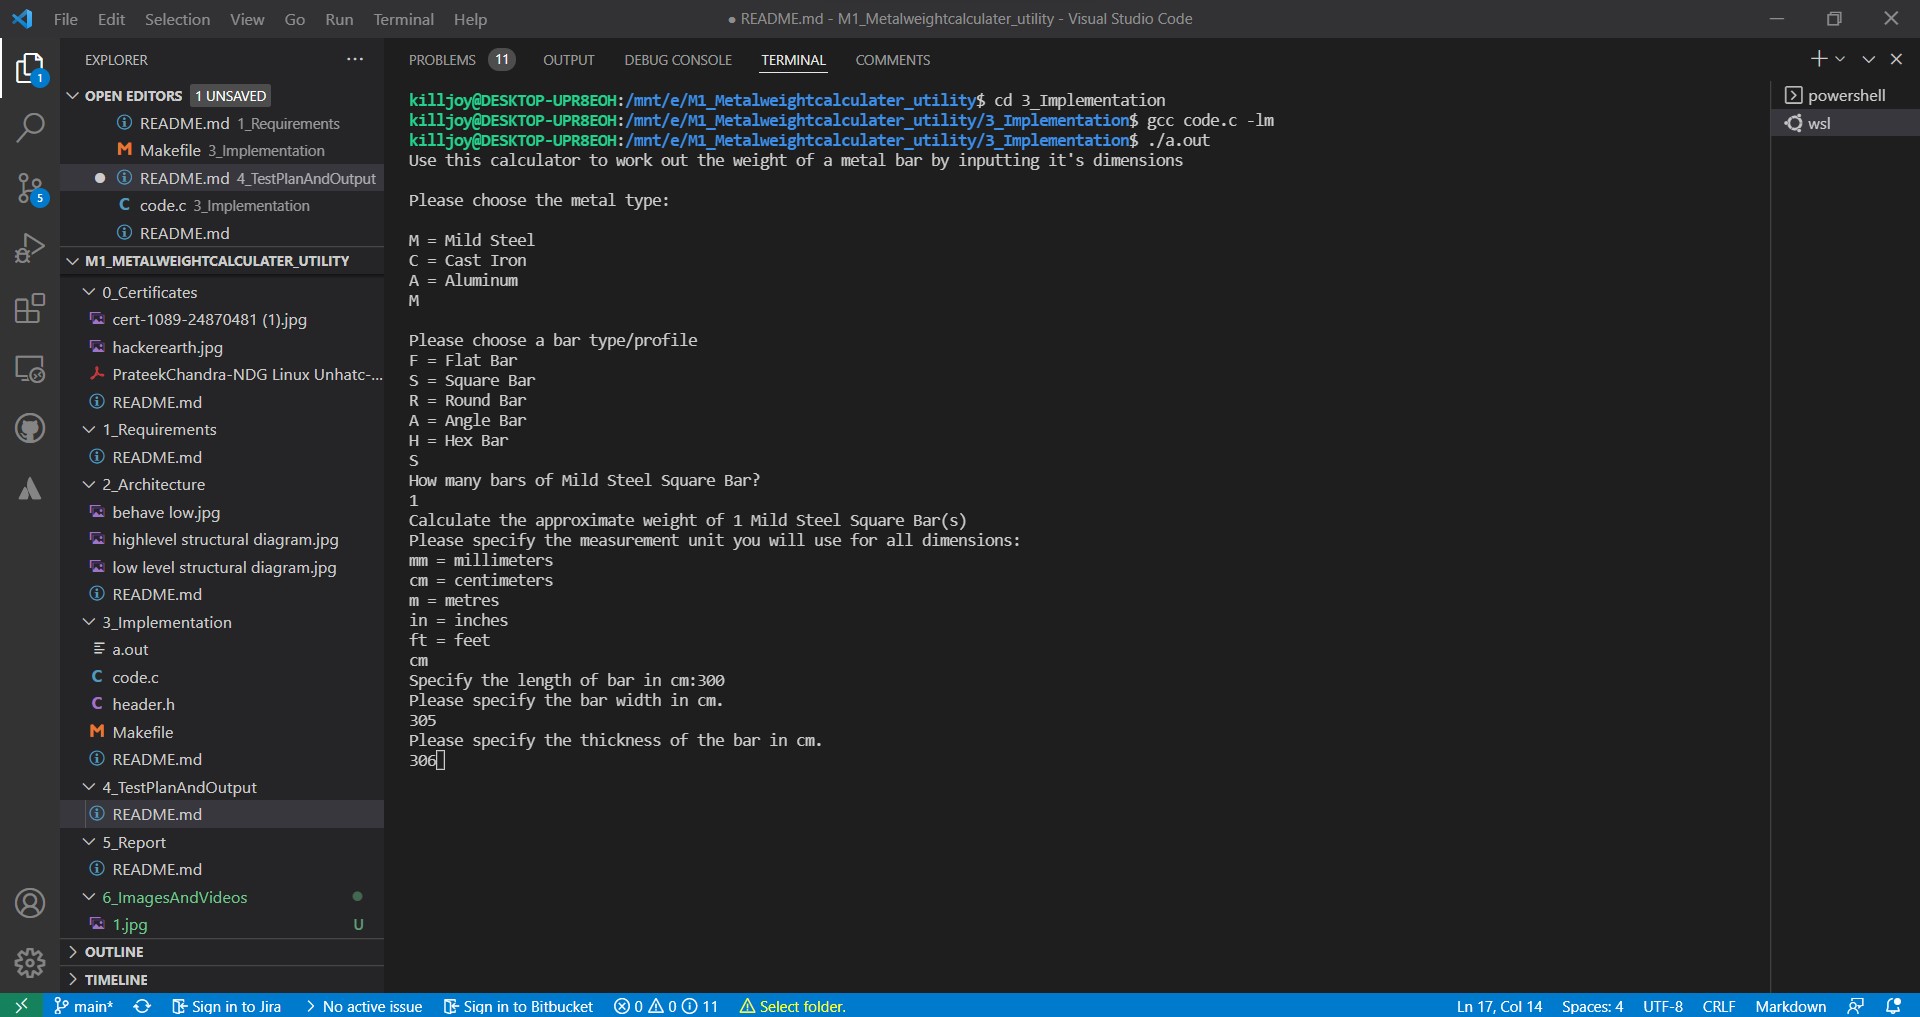 File Edit Selection View Go Run Terminal Help
● README.md - M1_Metalweightcalculater_utility - Visual Studio Code
EXPLORER
OPEN EDITORS 1 UNSAVED
README.md 1_Requirements
Makefile 3_Implementation
README.md 4_TestPlanAndOutput
code.c 3_Implementation
README.md
M1_METALWEIGHTCALCULATER_UTILITY
0_Certificates
cert-1089-24870481 (1).jpg
hackerearth.jpg
PrateekChandra-NDG Linux Unhatc-...
README.md
1_Requirements
README.md
2_Architecture
behave low.jpg
highlevel structural diagram.jpg
low level structural diagram.jpg
README.md
3_Implementation
a.out
code.c
header.h
Makefile
README.md
4_TestPlanAndOutput
README.md
5_Report
README.md
6_ImagesAndVideos
1.jpg U
OUTLINE
TIMELINE
1
5
PROBLEMS 11 OUTPUT DEBUG CONSOLE TERMINAL COMMENTS
killjoy@DESKTOP-UPR8EOH:/mnt/e/M1_Metalweightcalculater_utility$ cd 3_Implementation
killjoy@DESKTOP-UPR8EOH:/mnt/e/M1_Metalweightcalculater_utility/3_Implementation$ gcc code.c -lm
killjoy@DESKTOP-UPR8EOH:/mnt/e/M1_Metalweightcalculater_utility/3_Implementation$ ./a.out
Use this calculator to work out the weight of a metal bar by inputting it's dimensions
Please choose the metal type:
M = Mild Steel
C = Cast Iron
A = Aluminum
M
Please choose a bar type/profile
F = Flat Bar
S = Square Bar
R = Round Bar
A = Angle Bar
H = Hex Bar
S
How many bars of Mild Steel Square Bar?
1
Calculate the approximate weight of 1 Mild Steel Square Bar(s)
Please specify the measurement unit you will use for all dimensions:
mm = millimeters
cm = centimeters
m = metres
in = inches
ft = feet
cm
Specify the length of bar in cm:300
Please specify the bar width in cm.
305
Please specify the thickness of the bar in cm.
306
powershell
wsl
main* Sign in to Jira No active issue Sign in to Bitbucket 0 0 11 Select folder. Ln 17, Col 14 Spaces: 4 UTF-8 CRLF Markdown